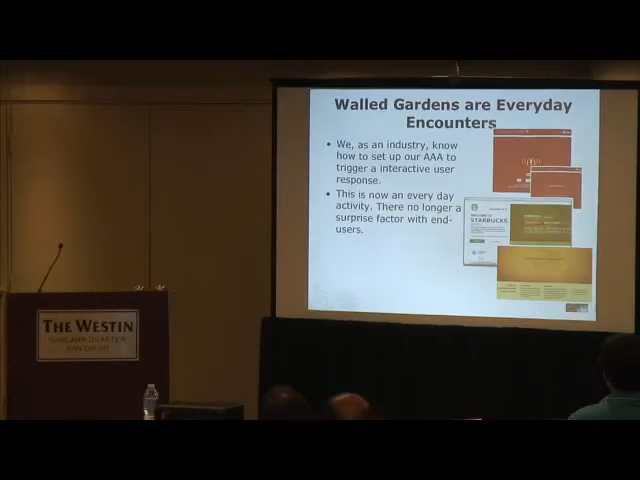 Walled Gardens are Everyday
Encounters
• We, as an industry, know
how to set up our AAA to
trigger a interactive user
response.
• This is now an every day
activity. There no longer a
surprise factor with end-
users.
STARBUCKS
THE WESTIN
GASLAMP QUARTER
SAN DIEGO